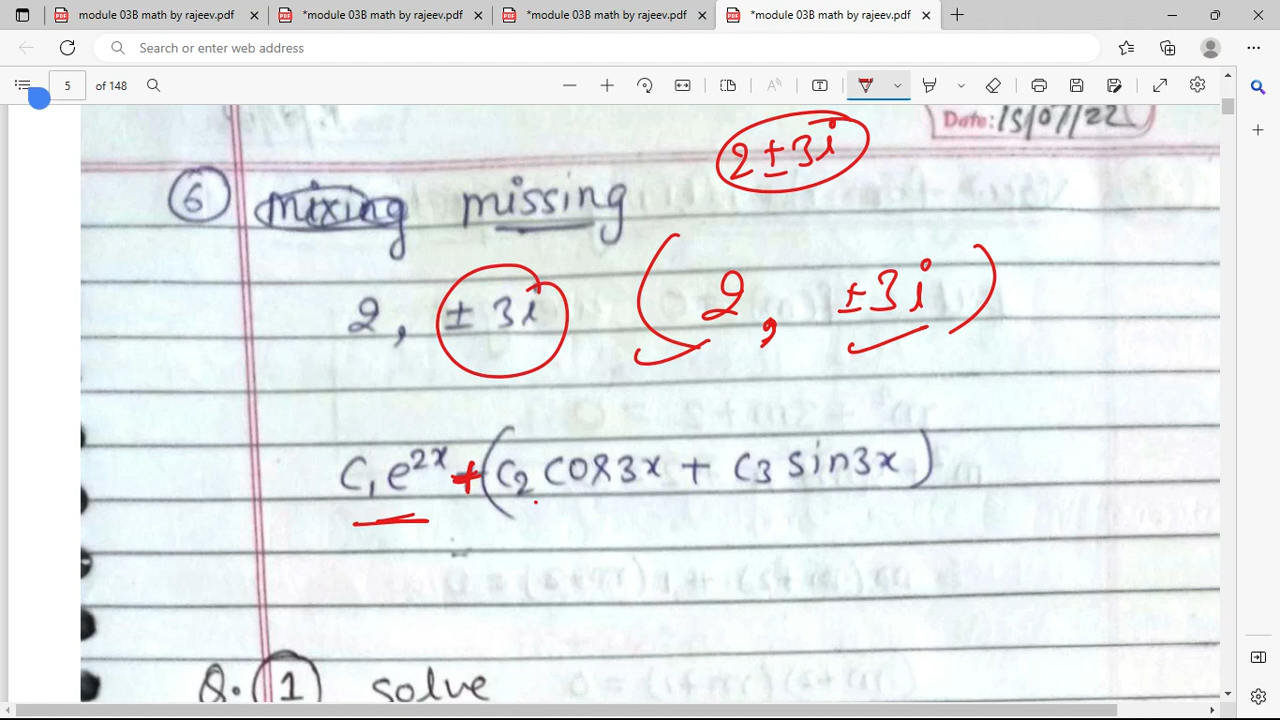 module 03B math by rajeev.pdf
*module 03B math by rajeev.pdf
*module 03B math by rajeev.pdf
*module 03B math by rajeev.pdf
Search or enter web address
5 of 148
Date: 15/07/22
2 ± 3i
6 mixing missing
2, ± 3i (2, ±3i)
C₁e²ˣ + (C₂ cos3x + C₃ sin3x)
Q. 1 solve